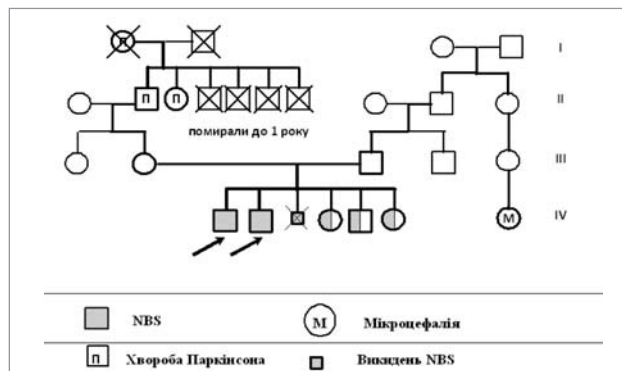 П
I
П
П
II
помирали до 1 року
III
М
IV
NBS
М
Мікроцефалія
П
Хвороба Паркінсона
Викидень NBS